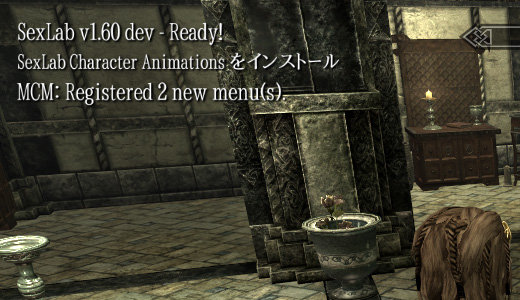 SexLab v1.60 dev - Ready!
SexLab Character Animations をインストール
MCM: Registered 2 new menu(s).